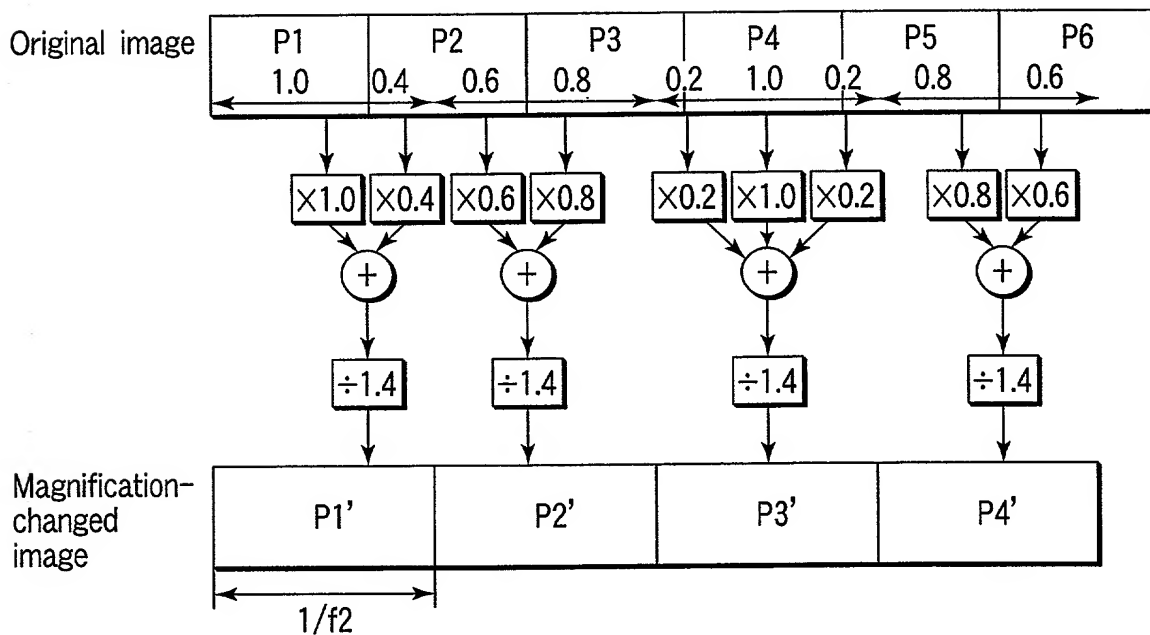 Original image P1 P2 P3 P4 P5 P6
1.0 0.4 0.6 0.8 0.2 1.0 0.2 0.8 0.6
×1.0 ×0.4 ×0.6 ×0.8 ×0.2 ×1.0 ×0.2 ×0.8 ×0.6
+ + + +
÷1.4 ÷1.4 ÷1.4 ÷1.4
Magnification-
changed
image
P1’ P2’ P3’ P4’
1/f2